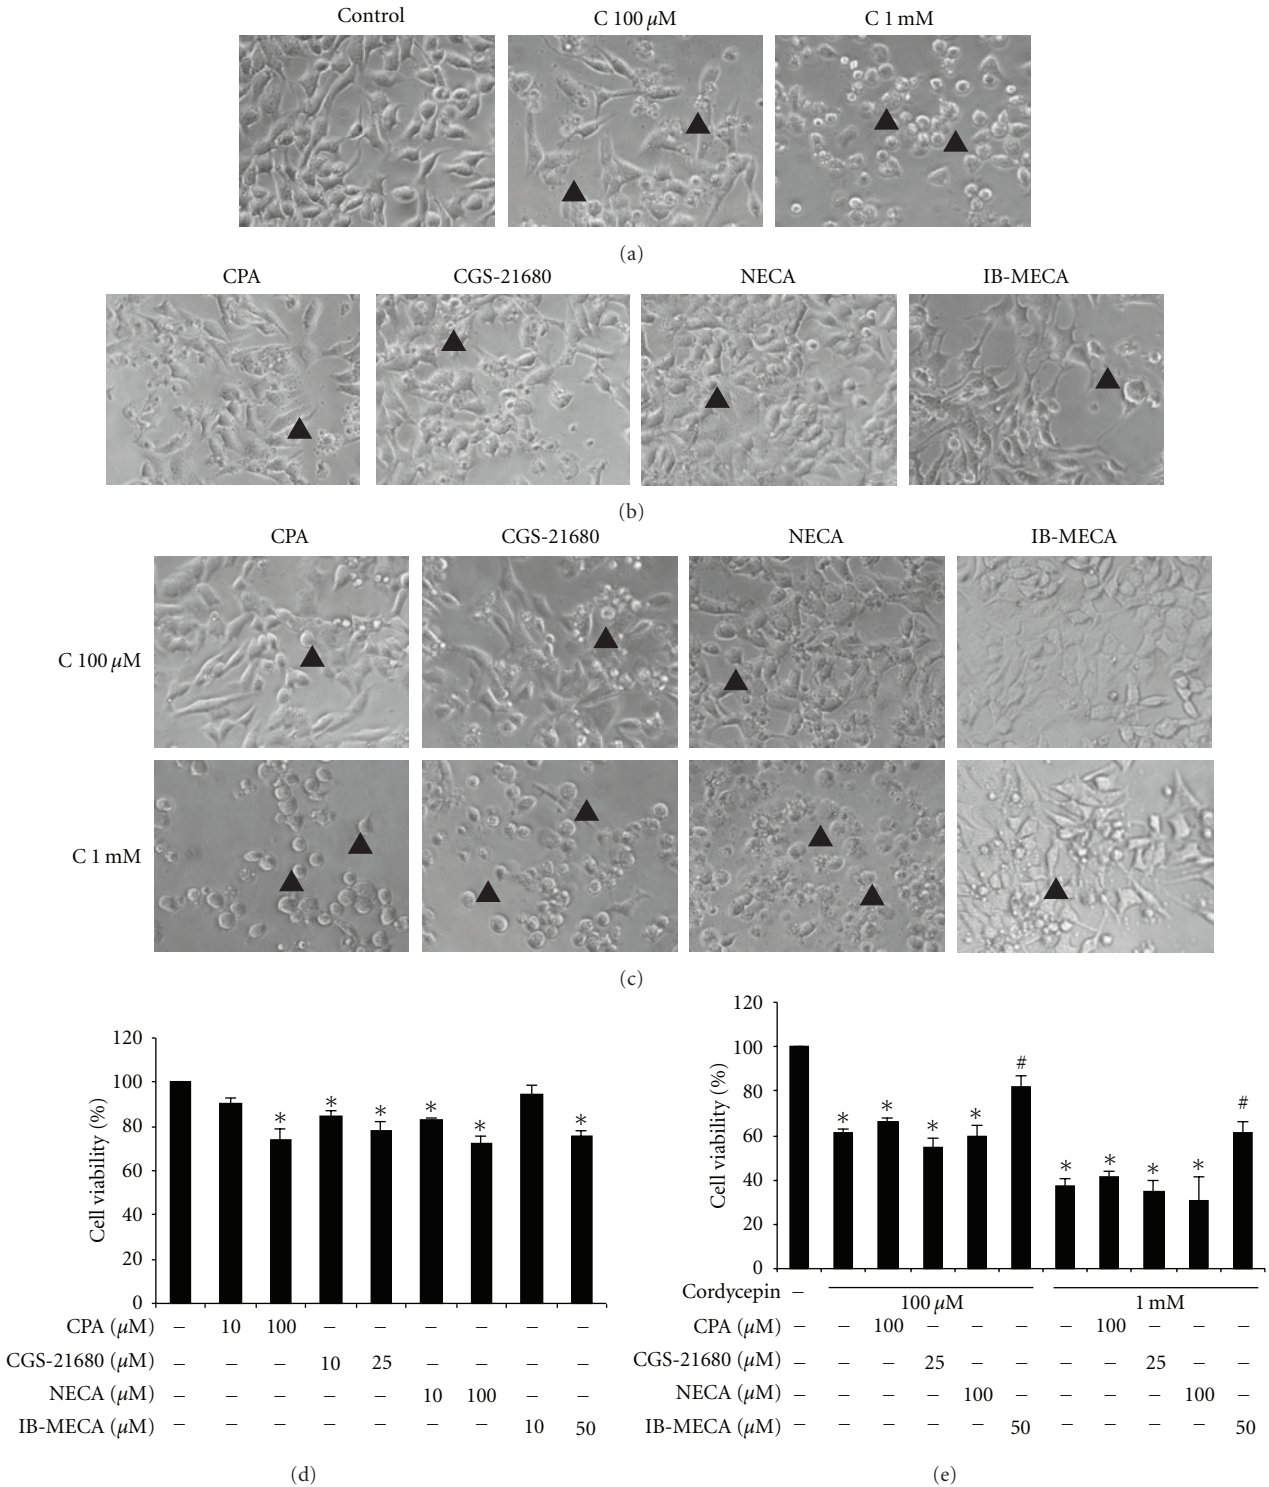 Control C 100 μM C 1 mM
(a)
CPA CGS-21680 NECA IB-MECA
(b)
CPA CGS-21680 NECA IB-MECA
C 100 μM
C 1 mM
(c)
120
100
80
60
40
20
0
Cell viability (%)
* * * * * *
CPA (μM) – 10 100 – – – – – –
CGS-21680 (μM) – – – 10 25 – – – –
NECA (μM) – – – – – 10 100 – –
IB-MECA (μM) – – – – – – – 10 50
(d)
120
100
80
60
40
20
0
Cell viability (%)
* * * * # * * * * #
Cordycepin – 100 μM 1 mM
CPA (μM) – – 100 – – – – 100 – – –
CGS-21680 (μM) – – – 25 – – – – 25 – –
NECA (μM) – – – – 100 – – – – 100 –
IB-MECA (μM) – – – – – 50 – – – – 50
(e)